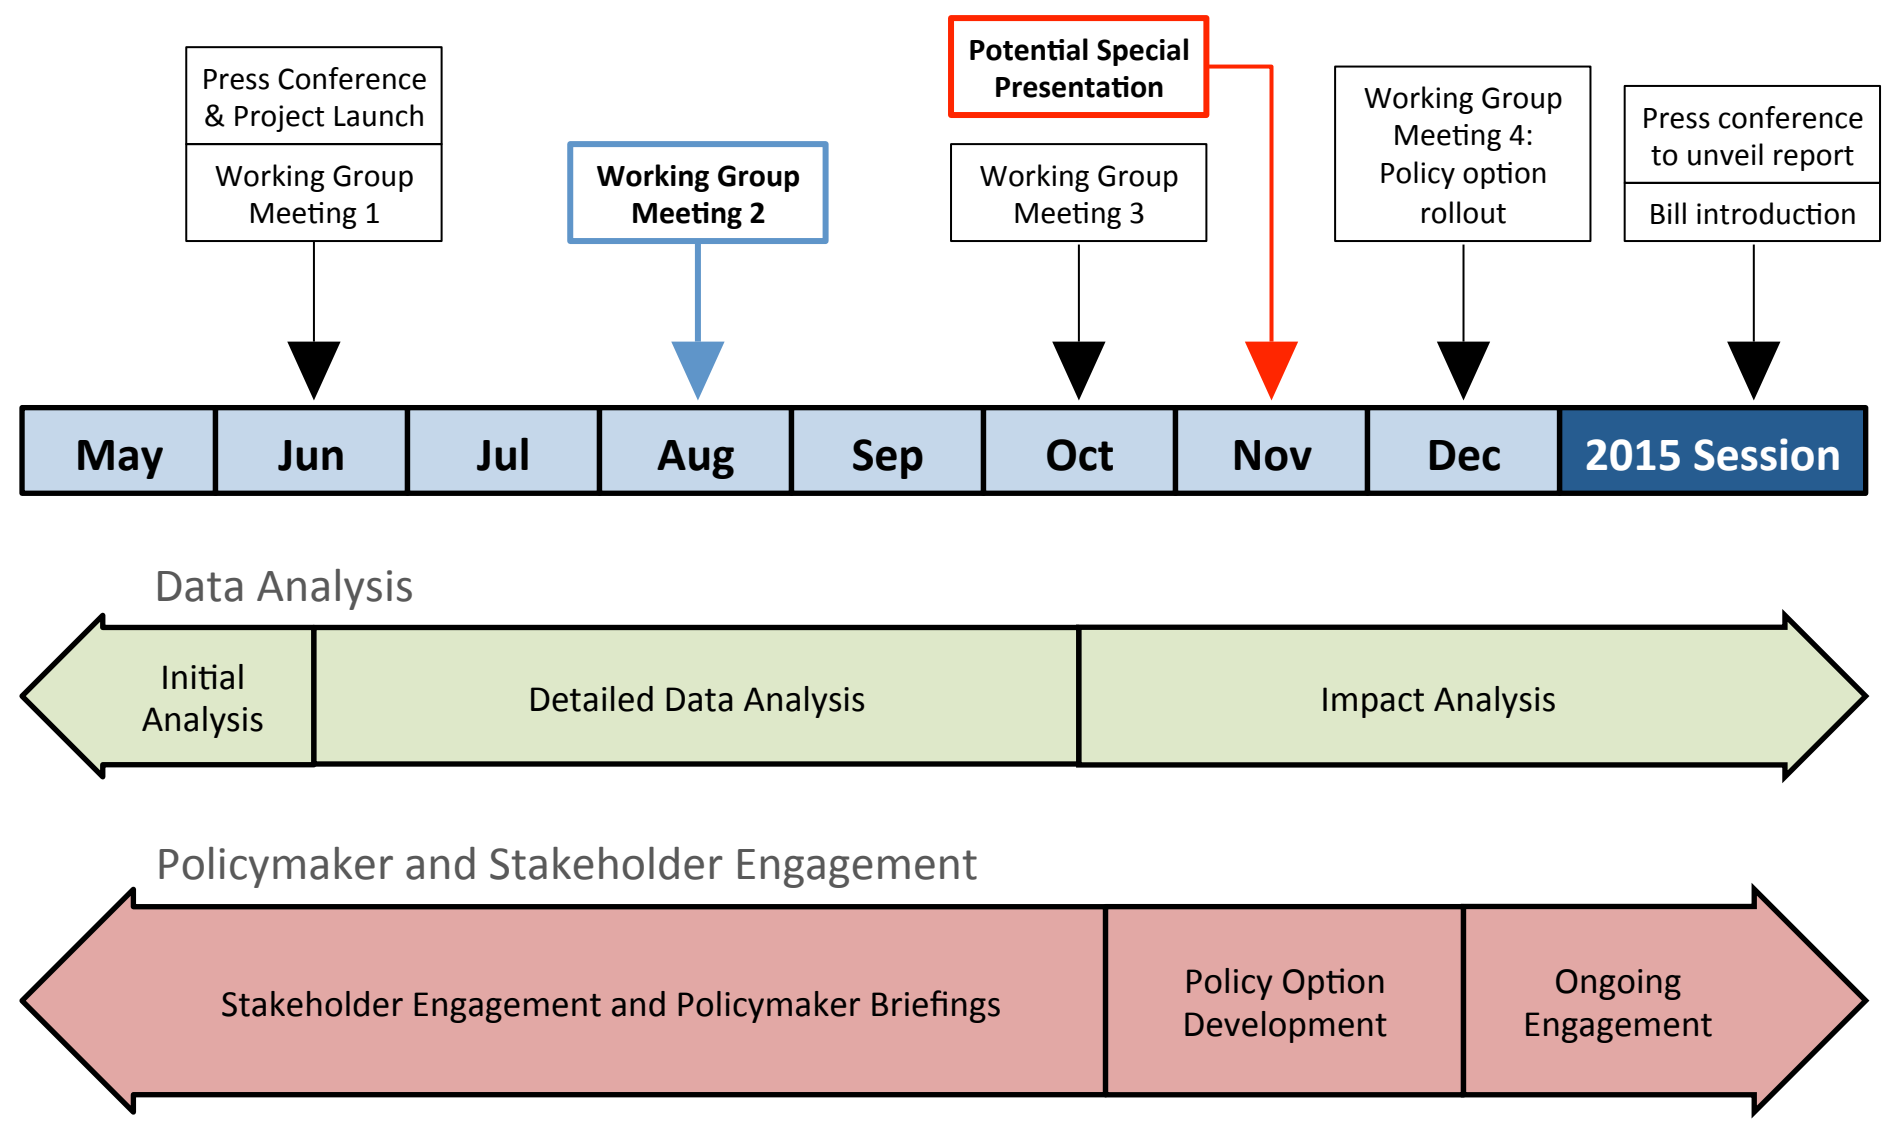 Potential Special
Presentation
Press Conference
& Project Launch
Working Group
Meeting 1
Working Group
Meeting 2
Working Group
Meeting 3
Working Group
Meeting 4:
Policy option
rollout
Press conference
to unveil report
Bill introduction
May Jun Jul Aug Sep Oct Nov Dec 2015 Session
Data Analysis
Initial
Analysis
Detailed Data Analysis
Impact Analysis
Policymaker and Stakeholder Engagement
Stakeholder Engagement and Policymaker Briefings
Policy Option
Development
Ongoing
Engagement